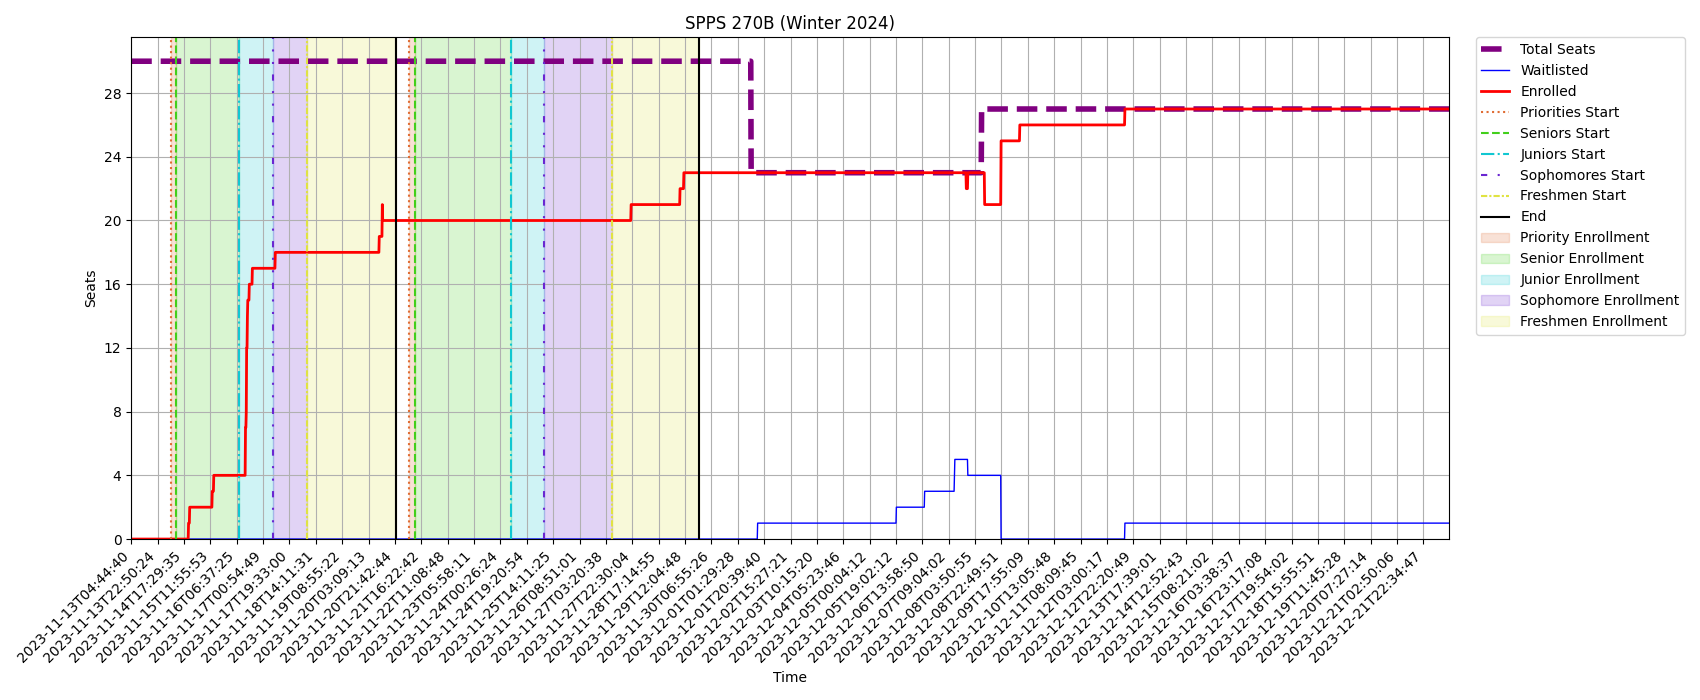 SPPS 270B (Winter 2024)
Seats
28
24
20
16
12
8
4
0
2023-11-13T04:44:40
2023-11-13T22:50:24
2023-11-14T17:29:35
2023-11-15T11:55:53
2023-11-16T06:37:25
2023-11-17T00:54:49
2023-11-17T19:33:00
2023-11-18T14:11:31
2023-11-19T08:55:22
2023-11-20T03:09:13
2023-11-20T21:42:44
2023-11-21T16:22:42
2023-11-22T11:08:48
2023-11-23T05:58:11
2023-11-24T00:26:24
2023-11-24T19:20:54
2023-11-25T14:11:25
2023-11-26T08:51:01
2023-11-27T03:20:38
2023-11-27T22:30:04
2023-11-28T17:14:55
2023-11-29T12:04:48
2023-11-30T06:55:26
2023-12-01T01:29:28
2023-12-01T20:39:40
2023-12-02T15:27:21
2023-12-03T10:15:20
2023-12-04T05:23:46
2023-12-05T00:04:12
2023-12-05T19:02:12
2023-12-06T13:58:50
2023-12-07T09:04:02
2023-12-08T03:50:55
2023-12-08T22:49:51
2023-12-09T17:55:09
2023-12-10T13:05:48
2023-12-11T08:09:45
2023-12-12T03:00:17
2023-12-12T22:20:49
2023-12-13T17:39:01
2023-12-14T12:52:43
2023-12-15T08:21:02
2023-12-16T03:38:37
2023-12-16T23:17:08
2023-12-17T19:54:02
2023-12-18T15:55:51
2023-12-19T11:45:28
2023-12-20T07:27:14
2023-12-21T02:50:06
2023-12-21T22:34:47
Time
Total Seats
Waitlisted
Enrolled
Priorities Start
Seniors Start
Juniors Start
Sophomores Start
Freshmen Start
End
Priority Enrollment
Senior Enrollment
Junior Enrollment
Sophomore Enrollment
Freshmen Enrollment